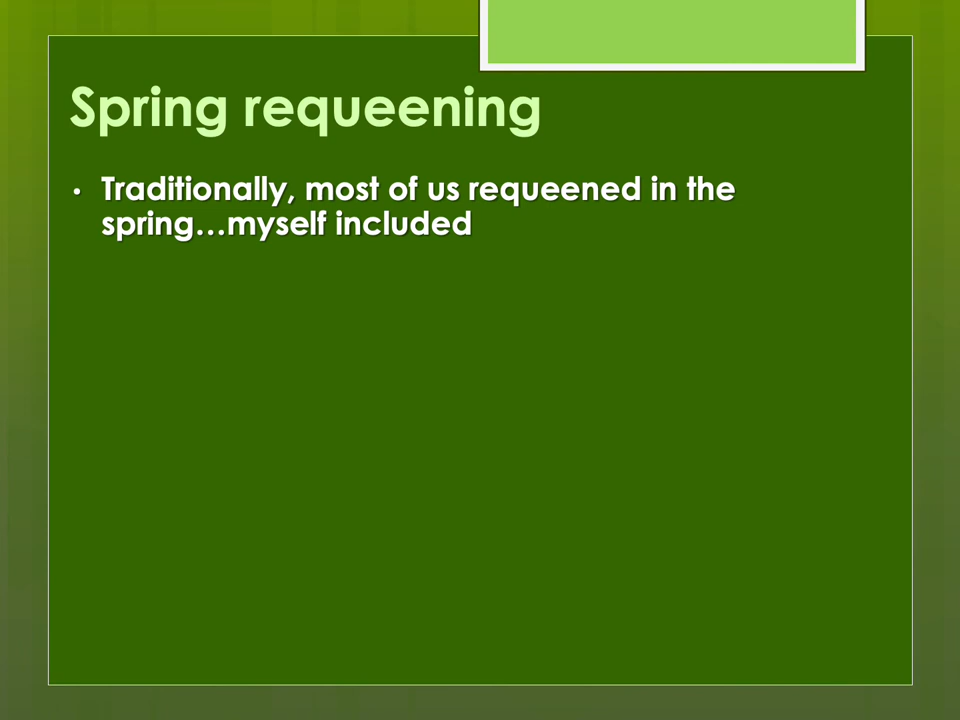 Spring requeening
• Traditionally, most of us requeened in the
spring…myself included